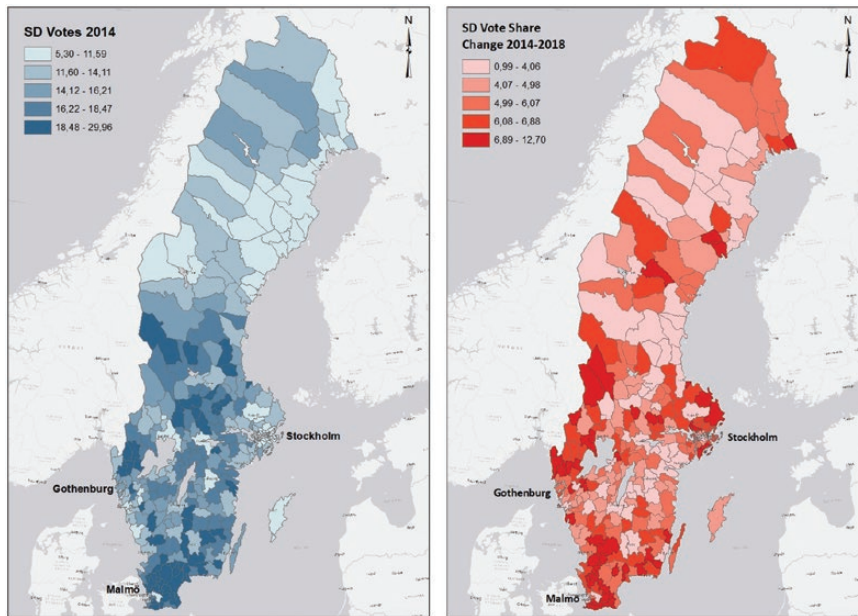 SD Votes 2014
5,30 - 11,59
11,60 - 14,11
14,12 - 16,21
16,22 - 18,47
18,48 - 29,96
N
Stockholm
Gothenburg
Malmö
SD Vote Share
Change 2014-2018
0,99 - 4,06
4,07 - 4,98
4,99 - 6,07
6,08 - 6,88
6,89 - 12,70
N
Stockholm
Gothenburg
Malmö